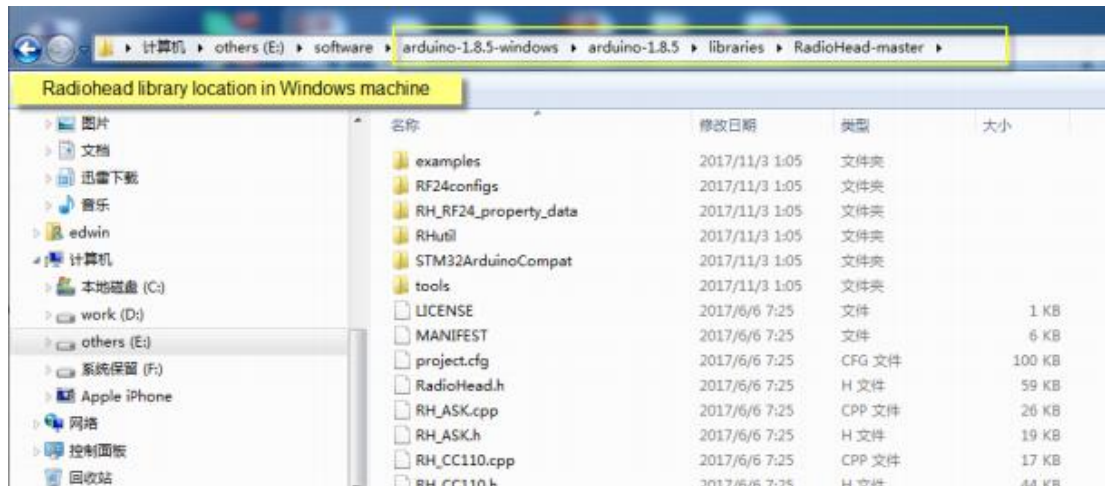 计算机 ▸ others (E:) ▸ software ▸ arduino-1.8.5-windows ▸ arduino-1.8.5 ▸ libraries ▸ RadioHead-master ▸
Radiohead library location in Windows machine
图片
文档
迅雷下载
音乐
edwin
计算机
本地磁盘 (C:)
work (D:)
others (E:)
系统保留 (F:)
Apple iPhone
网络
控制面板
回收站
名称 修改日期 类型 大小
examples 2017/11/3 1:05 文件夹
RF24configs 2017/11/3 1:05 文件夹
RH_RF24_property_data 2017/11/3 1:05 文件夹
RHutil 2017/11/3 1:05 文件夹
STM32ArduinoCompat 2017/11/3 1:05 文件夹
tools 2017/11/3 1:05 文件夹
LICENSE 2017/6/6 7:25 文件 1 KB
MANIFEST 2017/6/6 7:25 文件 6 KB
project.cfg 2017/6/6 7:25 CFG 文件 100 KB
RadioHead.h 2017/6/6 7:25 H 文件 59 KB
RH_ASK.cpp 2017/6/6 7:25 CPP 文件 26 KB
RH_ASK.h 2017/6/6 7:25 H 文件 19 KB
RH_CC110.cpp 2017/6/6 7:25 CPP 文件 17 KB
RH_CC110.h 2017/6/6 7:25 H 文件 44 KB